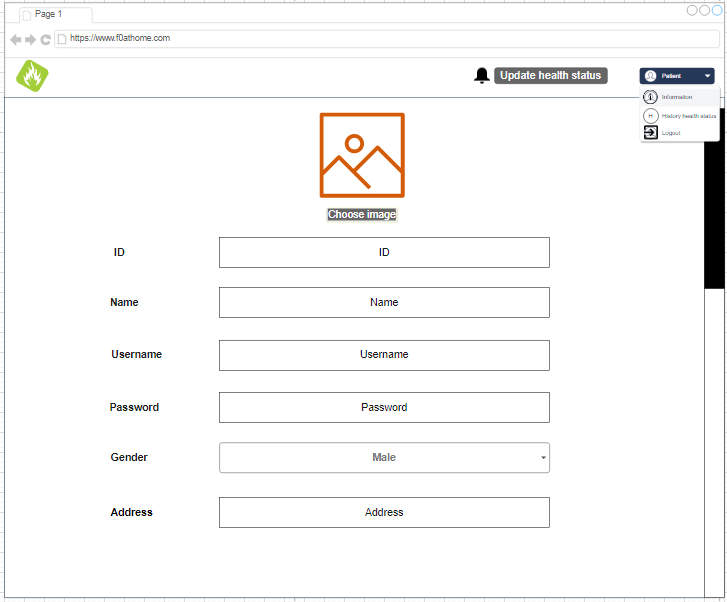 Page 1
https://www.f0athome.com
Update health status
Patient
Information
H
History health status
Logout
Choose image
ID
ID
Name
Name
Username
Username
Password
Password
Gender
Male
Address
Address